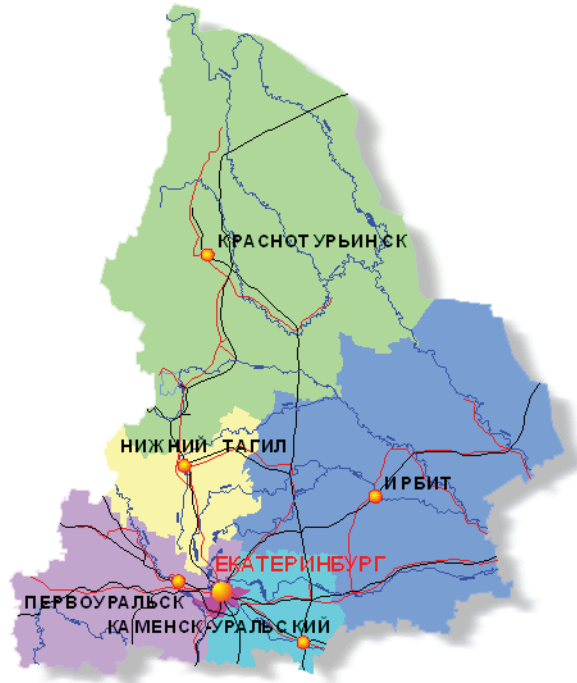 КРАСНОТУРЬИНСК
НИЖНИЙ ТАГИЛ
ИРБИТ
ЕКАТЕРИНБУРГ
ПЕРВОУРАЛЬСК
КАМЕНСК-УРАЛЬСКИЙ